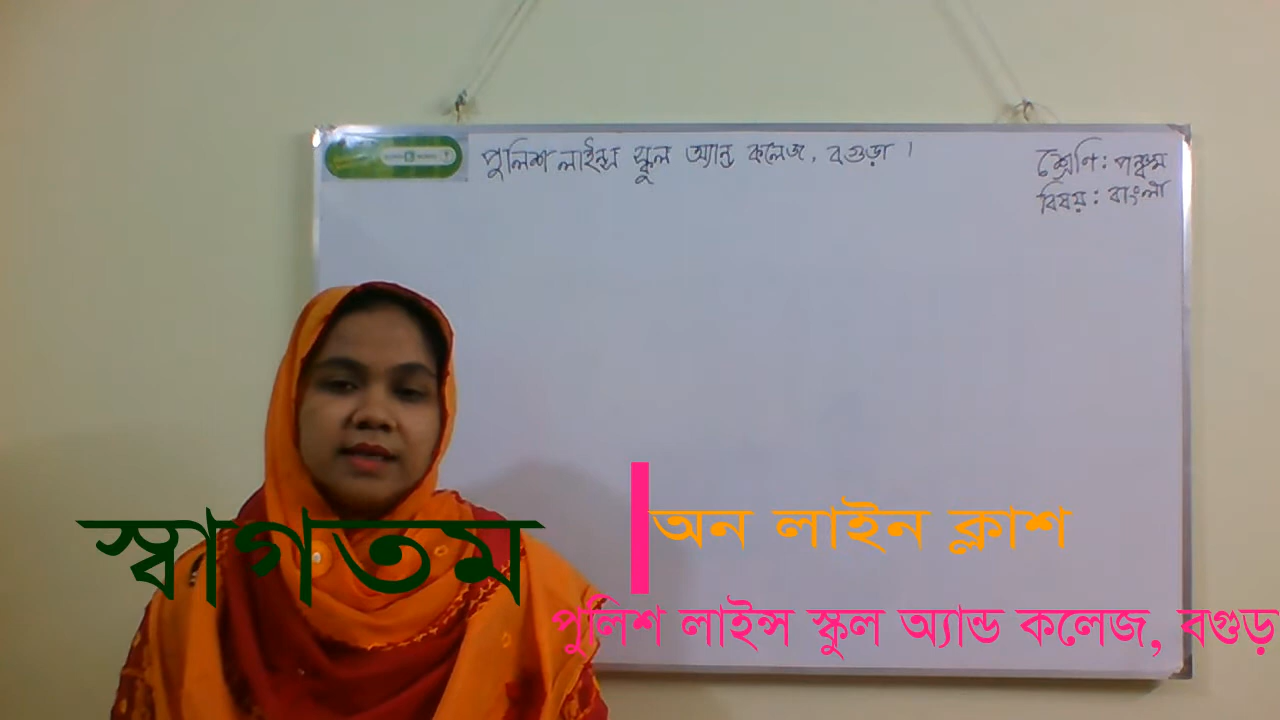 পুলিশ লাইন্স স্কুল অ্যান্ড কলেজ, বগুড়া।
শ্রেণি: পঞ্চম
বিষয়: বাংলা
স্বাগতম
অন লাইন ক্লাশ
পুলিশ লাইন্স স্কুল অ্যান্ড কলেজ, বগুড়